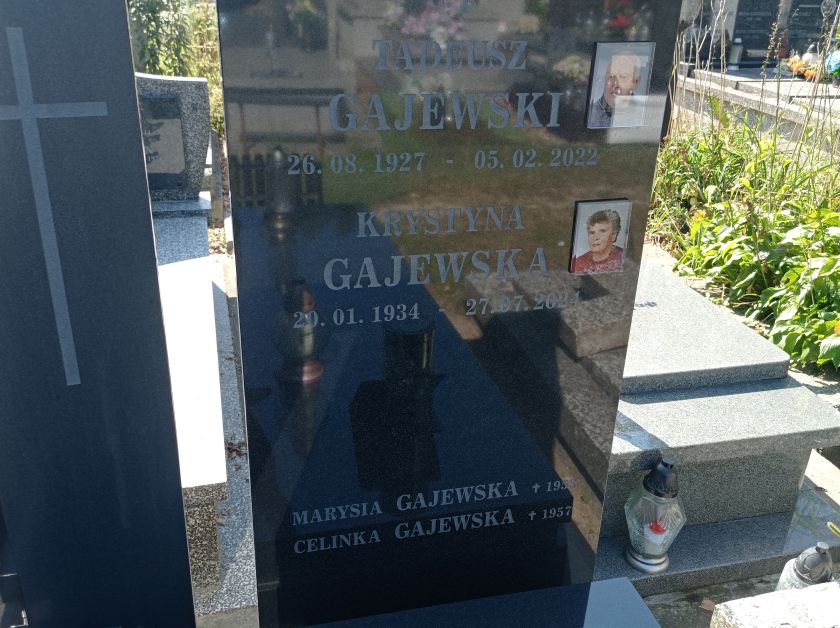 TADEUSZ
GAJEWSKI
26. 08. 1927 - 05. 02. 2022
KRYSTYNA
GAJEWSKA
20. 01. 1934 - 27. 07
MARYSIA GAJEWSKA ✝
CELINKA GAJEWSKA ✝ 1957